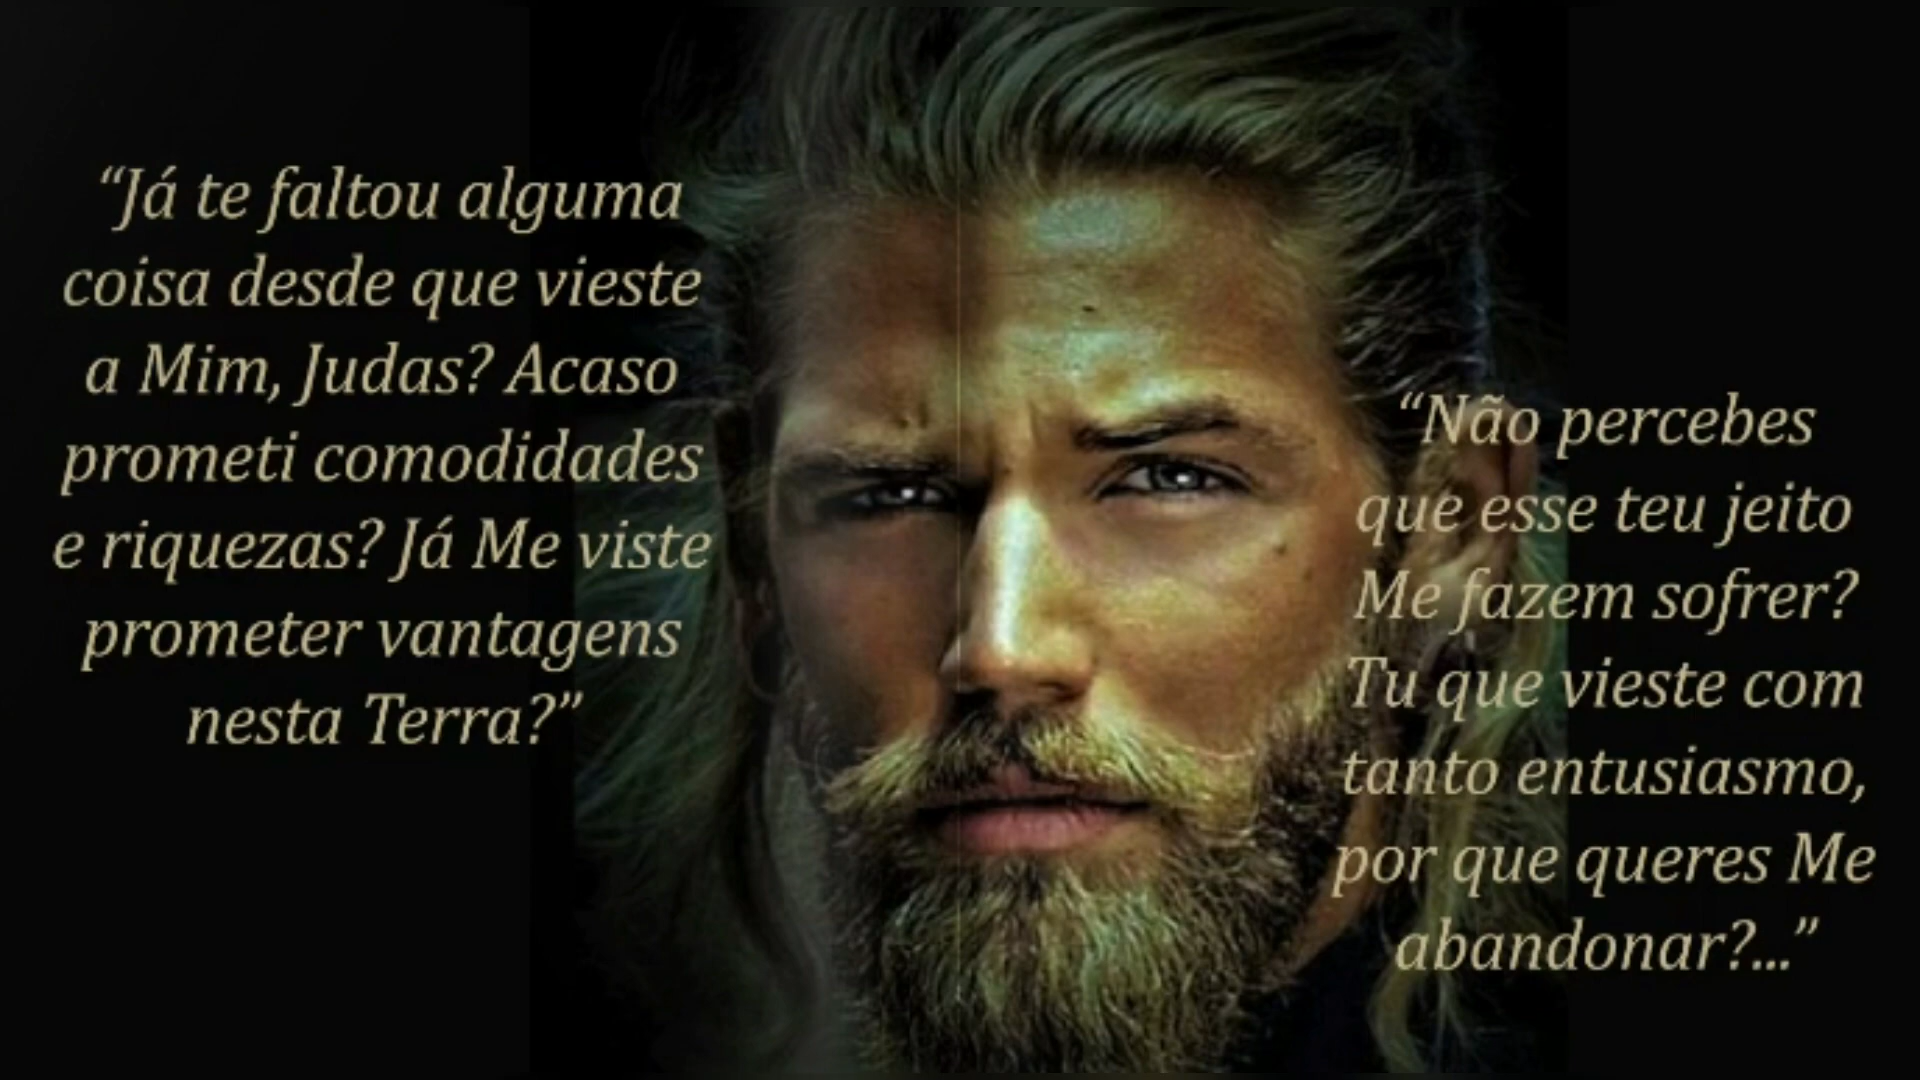 “Já te faltou alguma
coisa desde que vieste
a Mim, Judas? Acaso
prometi comodidades
e riquezas? Já Me viste
prometer vantagens
nesta Terra?”
“Não percebes
que esse teu jeito
Me fazem sofrer?
Tu que vieste com
tanto entusiasmo,
por que queres Me
abandonar?...”